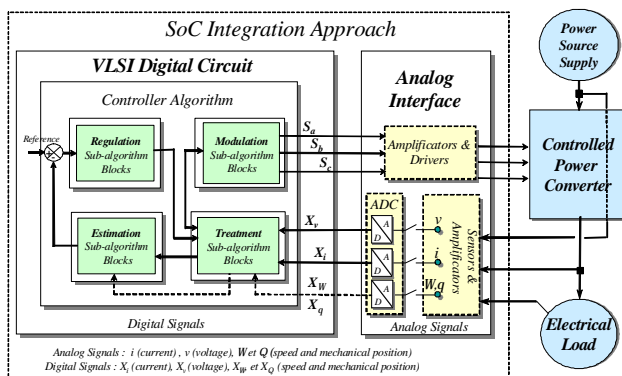 SoC Integration Approach
VLSI Digital Circuit
Controller Algorithm
Reference
+
-
Regulation
Sub-algorithm
Blocks
Modulation
Sub-algorithm
Blocks
Estimation
Sub-algorithm
Blocks
Treatment
Sub-algorithm
Blocks
Digital Signals
Sa
Sb
Sc
Xv
Xi
XW
Xq
Analog
Interface
Amplificators &
Drivers
ADC
A
D
A
D
A
D
v
i
W,q
Sensors &
Amplificators
Analog Signals
Power
Source
Supply
Controlled
Power
Converter
Electrical
Load
Analog Signals : i (current) , v (voltage), W et Q (speed and mechanical position)
Digital Signals : Xi (current), Xv (voltage), XW, et XQ (speed and mechanical position)